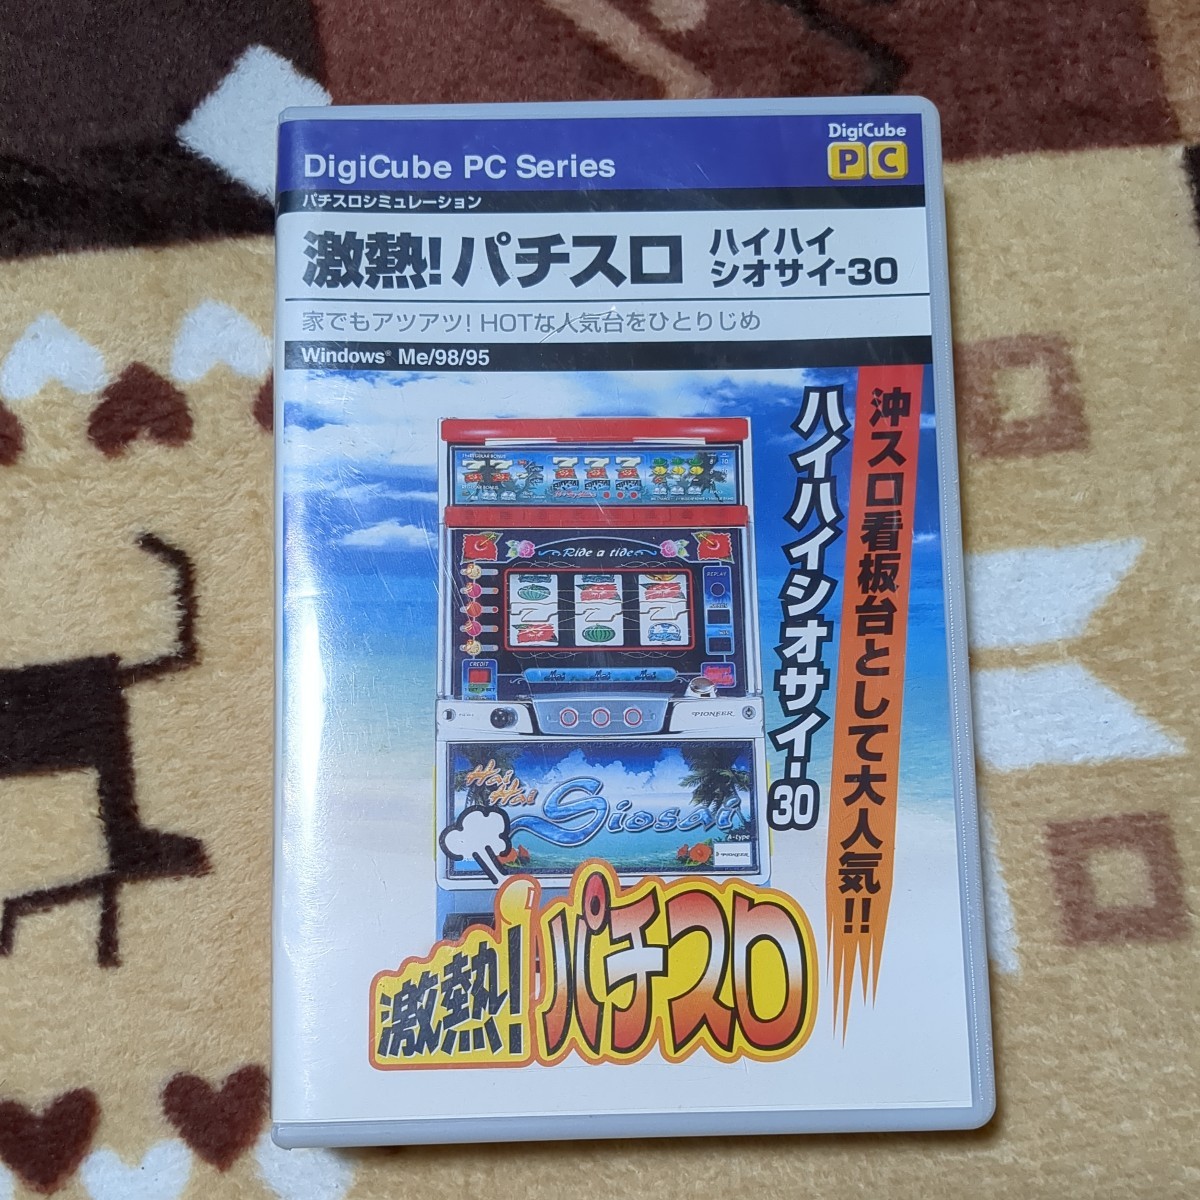 DigiCube PC Series
DigiCube
PC
パチスロシミュレーション
激熱!パチスロ
ハイハイ
シオサイ-30
家でもアツアツ!HOTな人気台をひとりじめ
Windows® Me/98/95
沖スロ看板台として大人気!!
ハイハイシオサイ-30
Ride a tide
REPLAY
CREDIT
PIONEER
Hai Hai
Siosai
A-type
PIONEER
激熱!パチスロ